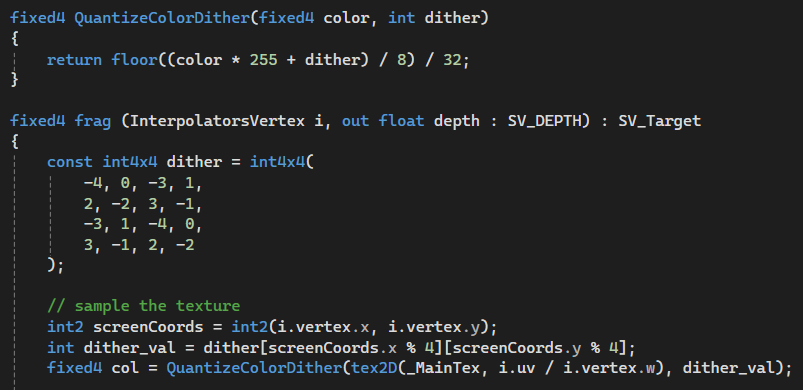 fixed4 QuantizeColorDither(fixed4 color, int dither)
{
    return floor((color * 255 + dither) / 8) / 32;
}

fixed4 frag (InterpolatorsVertex i, out float depth : SV_DEPTH) : SV_Target
{
    const int4x4 dither = int4x4(
        -4, 0, -3, 1,
        2, -2, 3, -1,
        -3, 1, -4, 0,
        3, -1, 2, -2
    );

    // sample the texture
    int2 screenCoords = int2(i.vertex.x, i.vertex.y);
    int dither_val = dither[screenCoords.x % 4][screenCoords.y % 4];
    fixed4 col = QuantizeColorDither(tex2D(_MainTex, i.uv / i.vertex.w), dither_val);